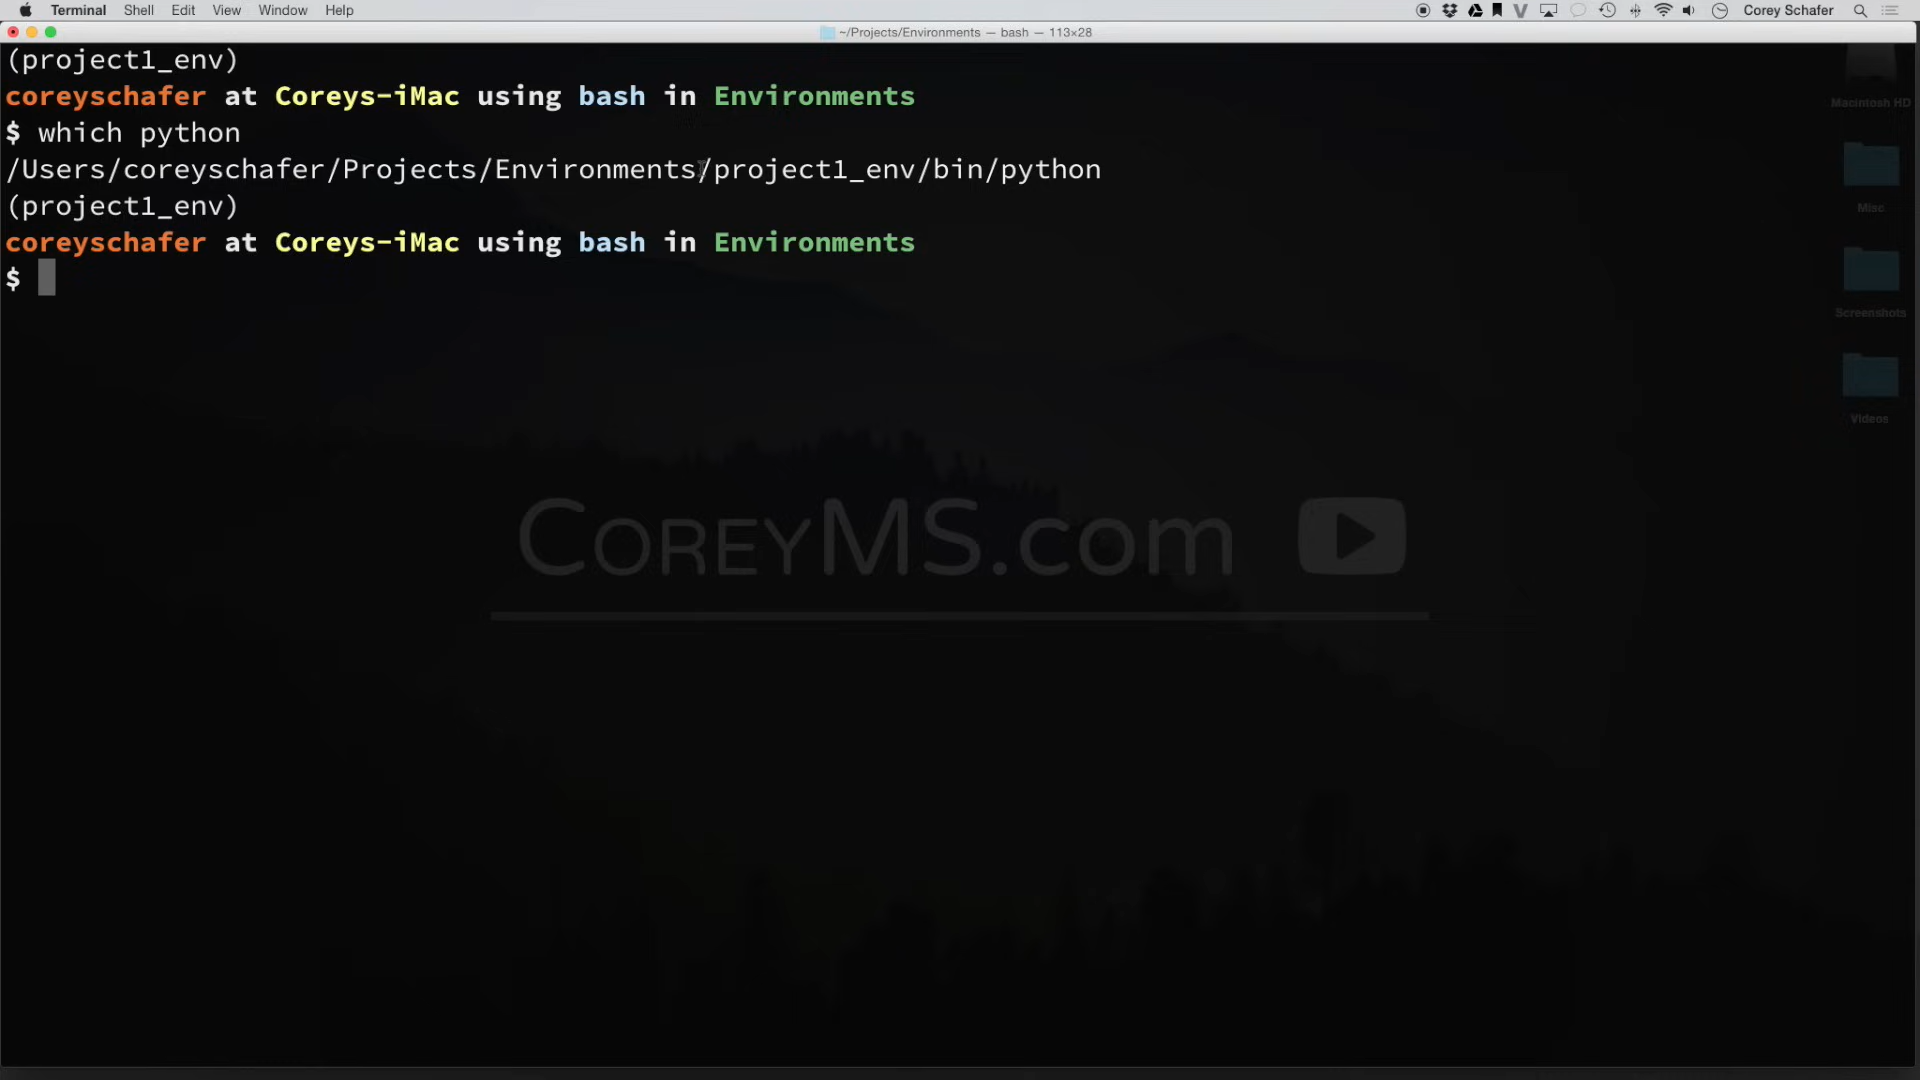 Terminal Shell Edit View Window Help Corey Schafer
~/Projects/Environments — bash — 113×28
(project1_env)
coreyschafer at Coreys-iMac using bash in Environments
$ which python
/Users/coreyschafer/Projects/Environments/project1_env/bin/python
(project1_env)
coreyschafer at Coreys-iMac using bash in Environments
$
Macintosh HD
Misc
Screenshots
Videos
CoreyMS.com